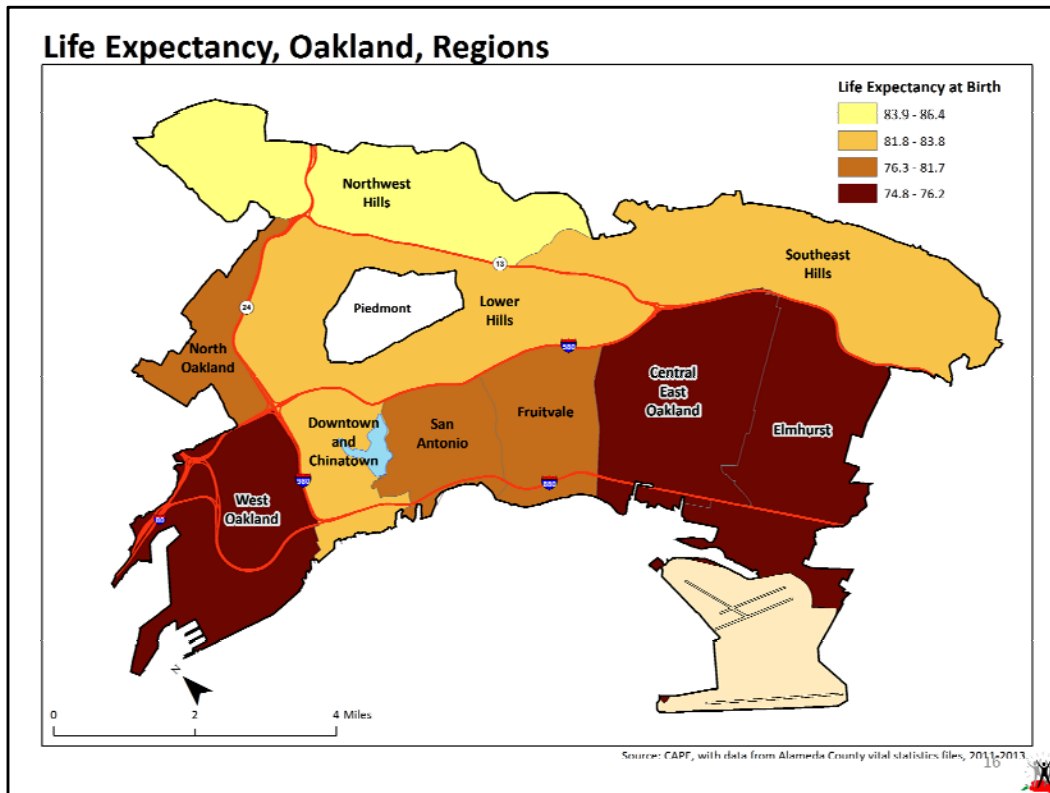 Life Expectancy, Oakland, Regions
Life Expectancy at Birth
83.9 - 86.4
81.8 - 83.8
76.3 - 81.7
74.8 - 76.2
Northwest
Hills
13
Southeast
Hills
24
Piedmont
Lower
Hills
North
Oakland
580
Central
East
Oakland
Downtown
and
Chinatown
San
Antonio
Fruitvale
Elmhurst
West
Oakland
980
880
80
N
0 2 4 Miles
Source: CAPE, with data from Alameda County vital statistics files, 2011-2013.
16